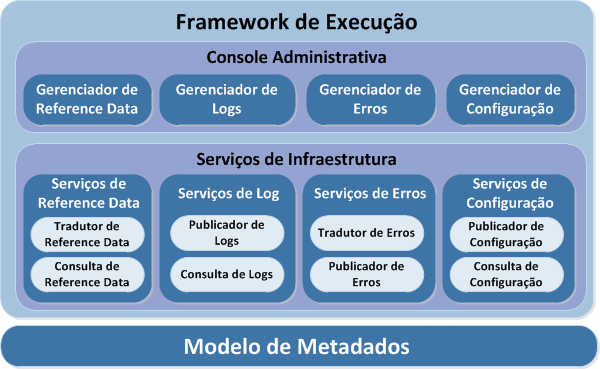 Framework de Execução
Console Administrativa
Gerenciador de
Reference Data
Gerenciador de
Logs
Gerenciador de
Erros
Gerenciador de
Configuração
Serviços de Infraestrutura
Serviços de
Reference Data
Tradutor de
Reference Data
Consulta de
Reference Data
Serviços de Log
Publicador de
Logs
Consulta de Logs
Serviços de Erros
Tradutor de Erros
Publicador de
Erros
Serviços de
Configuração
Publicador de
Configuração
Consulta de
Configuração
Modelo de Metadados